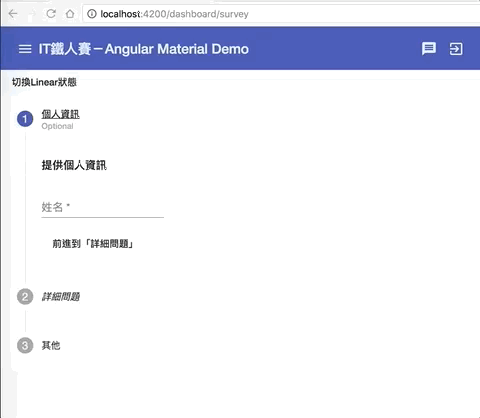 localhost:4200/dashboard/survey
IT鐵人賽－Angular Material Demo
切換Linear狀態
1 個人資訊
Optional
提供個人資訊
姓名 *
前進到「詳細問題」
2 詳細問題
3 其他